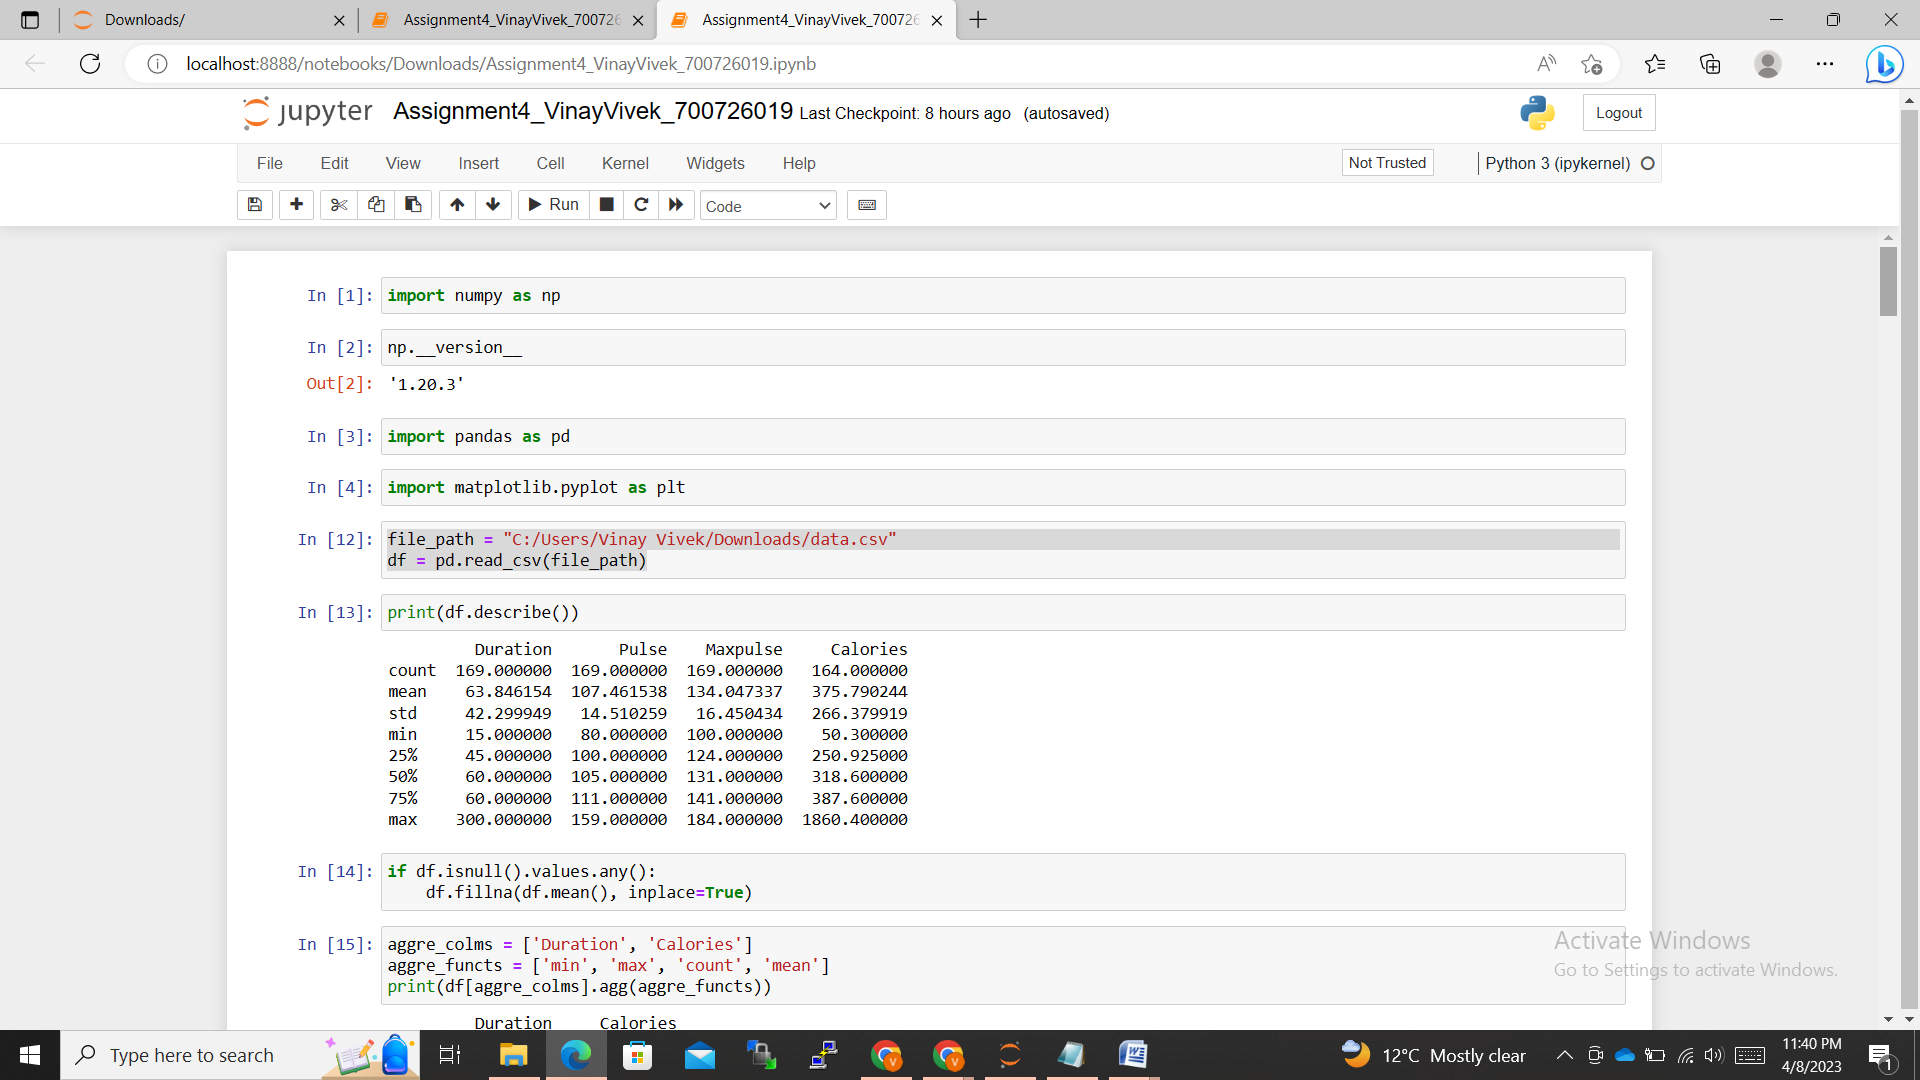 Downloads/
Assignment4_VinayVivek_700726
Assignment4_VinayVivek_700726
localhost:8888/notebooks/Downloads/Assignment4_VinayVivek_700726019.ipynb
jupyter Assignment4_VinayVivek_700726019 Last Checkpoint: 8 hours ago (autosaved)
Logout
File Edit View Insert Cell Kernel Widgets Help
Not Trusted
Python 3 (ipykernel)
Run
Code
In [1]: import numpy as np
In [2]: np.__version__
Out[2]: '1.20.3'
In [3]: import pandas as pd
In [4]: import matplotlib.pyplot as plt
In [12]: file_path = "C:/Users/Vinay Vivek/Downloads/data.csv"
df = pd.read_csv(file_path)
In [13]: print(df.describe())
Duration Pulse Maxpulse Calories
count 169.000000 169.000000 169.000000 164.000000
mean 63.846154 107.461538 134.047337 375.790244
std 42.299949 14.510259 16.450434 266.379919
min 15.000000 80.000000 100.000000 50.300000
25% 45.000000 100.000000 124.000000 250.925000
50% 60.000000 105.000000 131.000000 318.600000
75% 60.000000 111.000000 141.000000 387.600000
max 300.000000 159.000000 184.000000 1860.400000
In [14]: if df.isnull().values.any():
df.fillna(df.mean(), inplace=True)
In [15]: aggre_colms = ['Duration', 'Calories']
aggre_functs = ['min', 'max', 'count', 'mean']
print(df[aggre_colms].agg(aggre_functs))
Duration Calories
Activate Windows
Go to Settings to activate Windows.
Type here to search
12°C Mostly clear
11:40 PM
4/8/2023
1